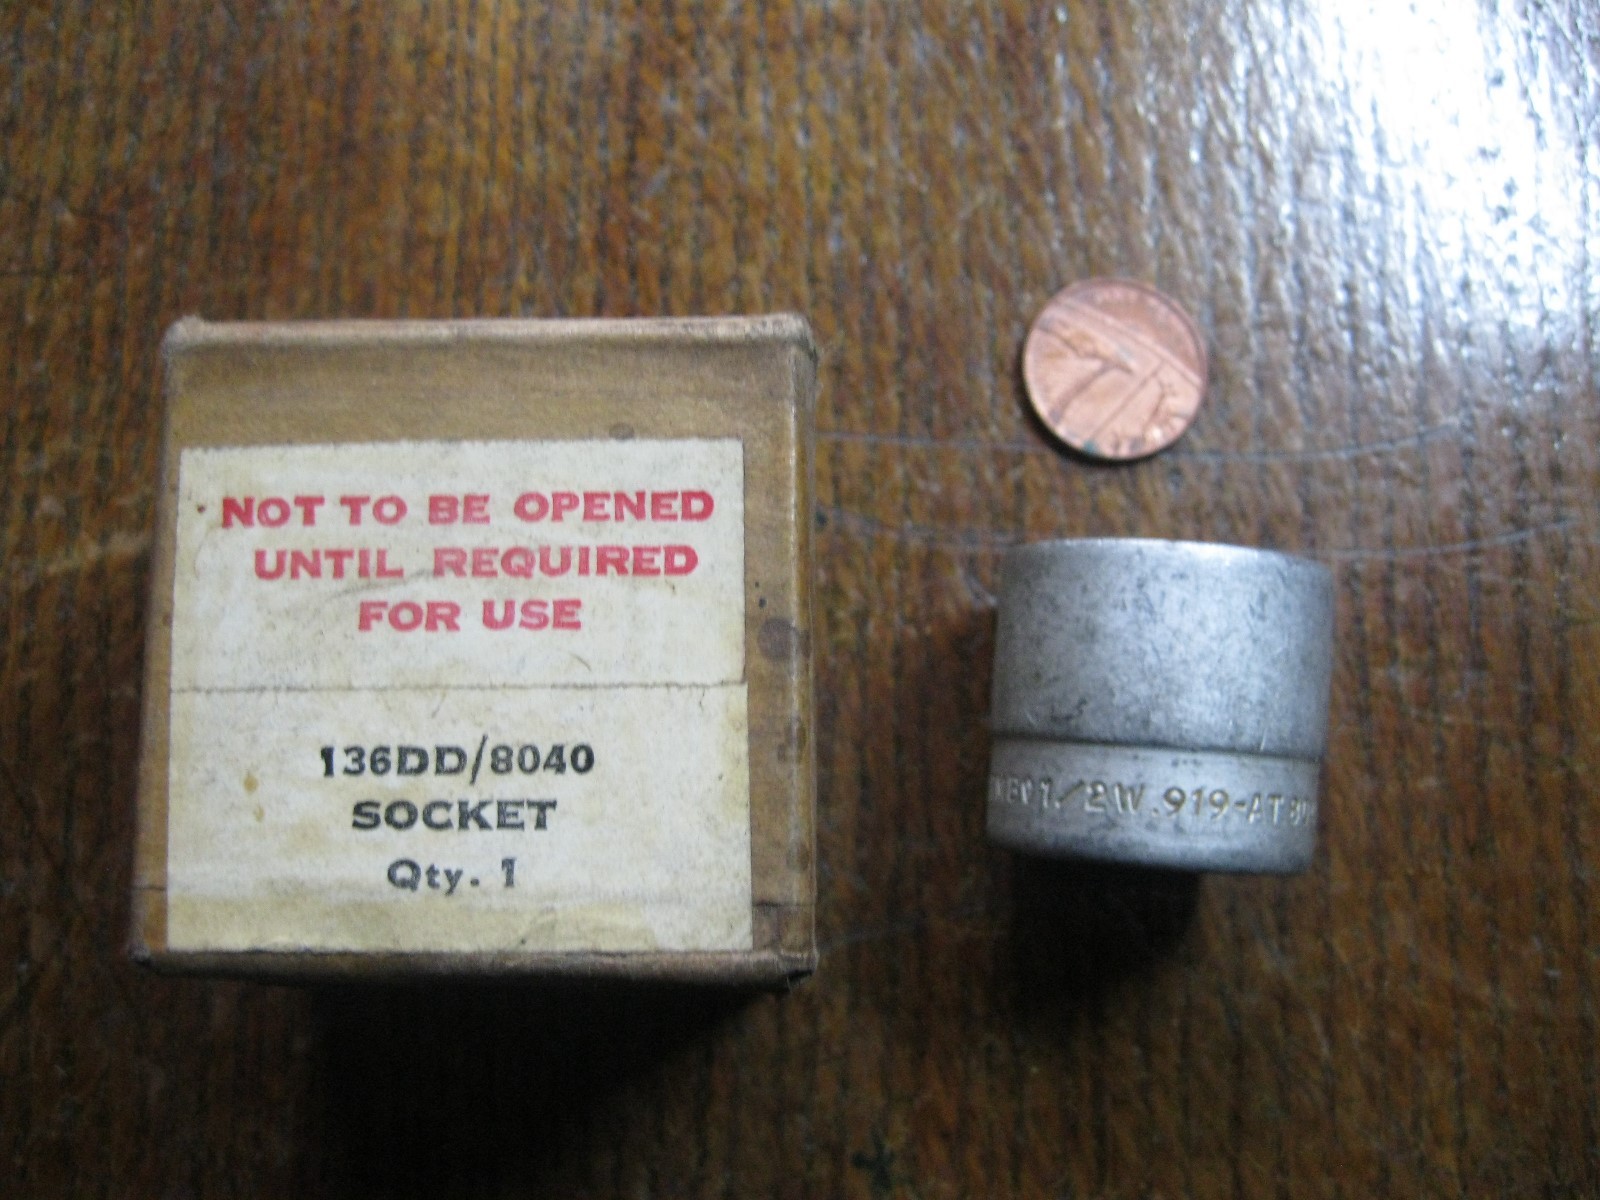 NOT TO BE OPENED
UNTIL REQUIRED
FOR USE
136DD/8040
SOCKET
Qty. 1
1/2W.919-AT